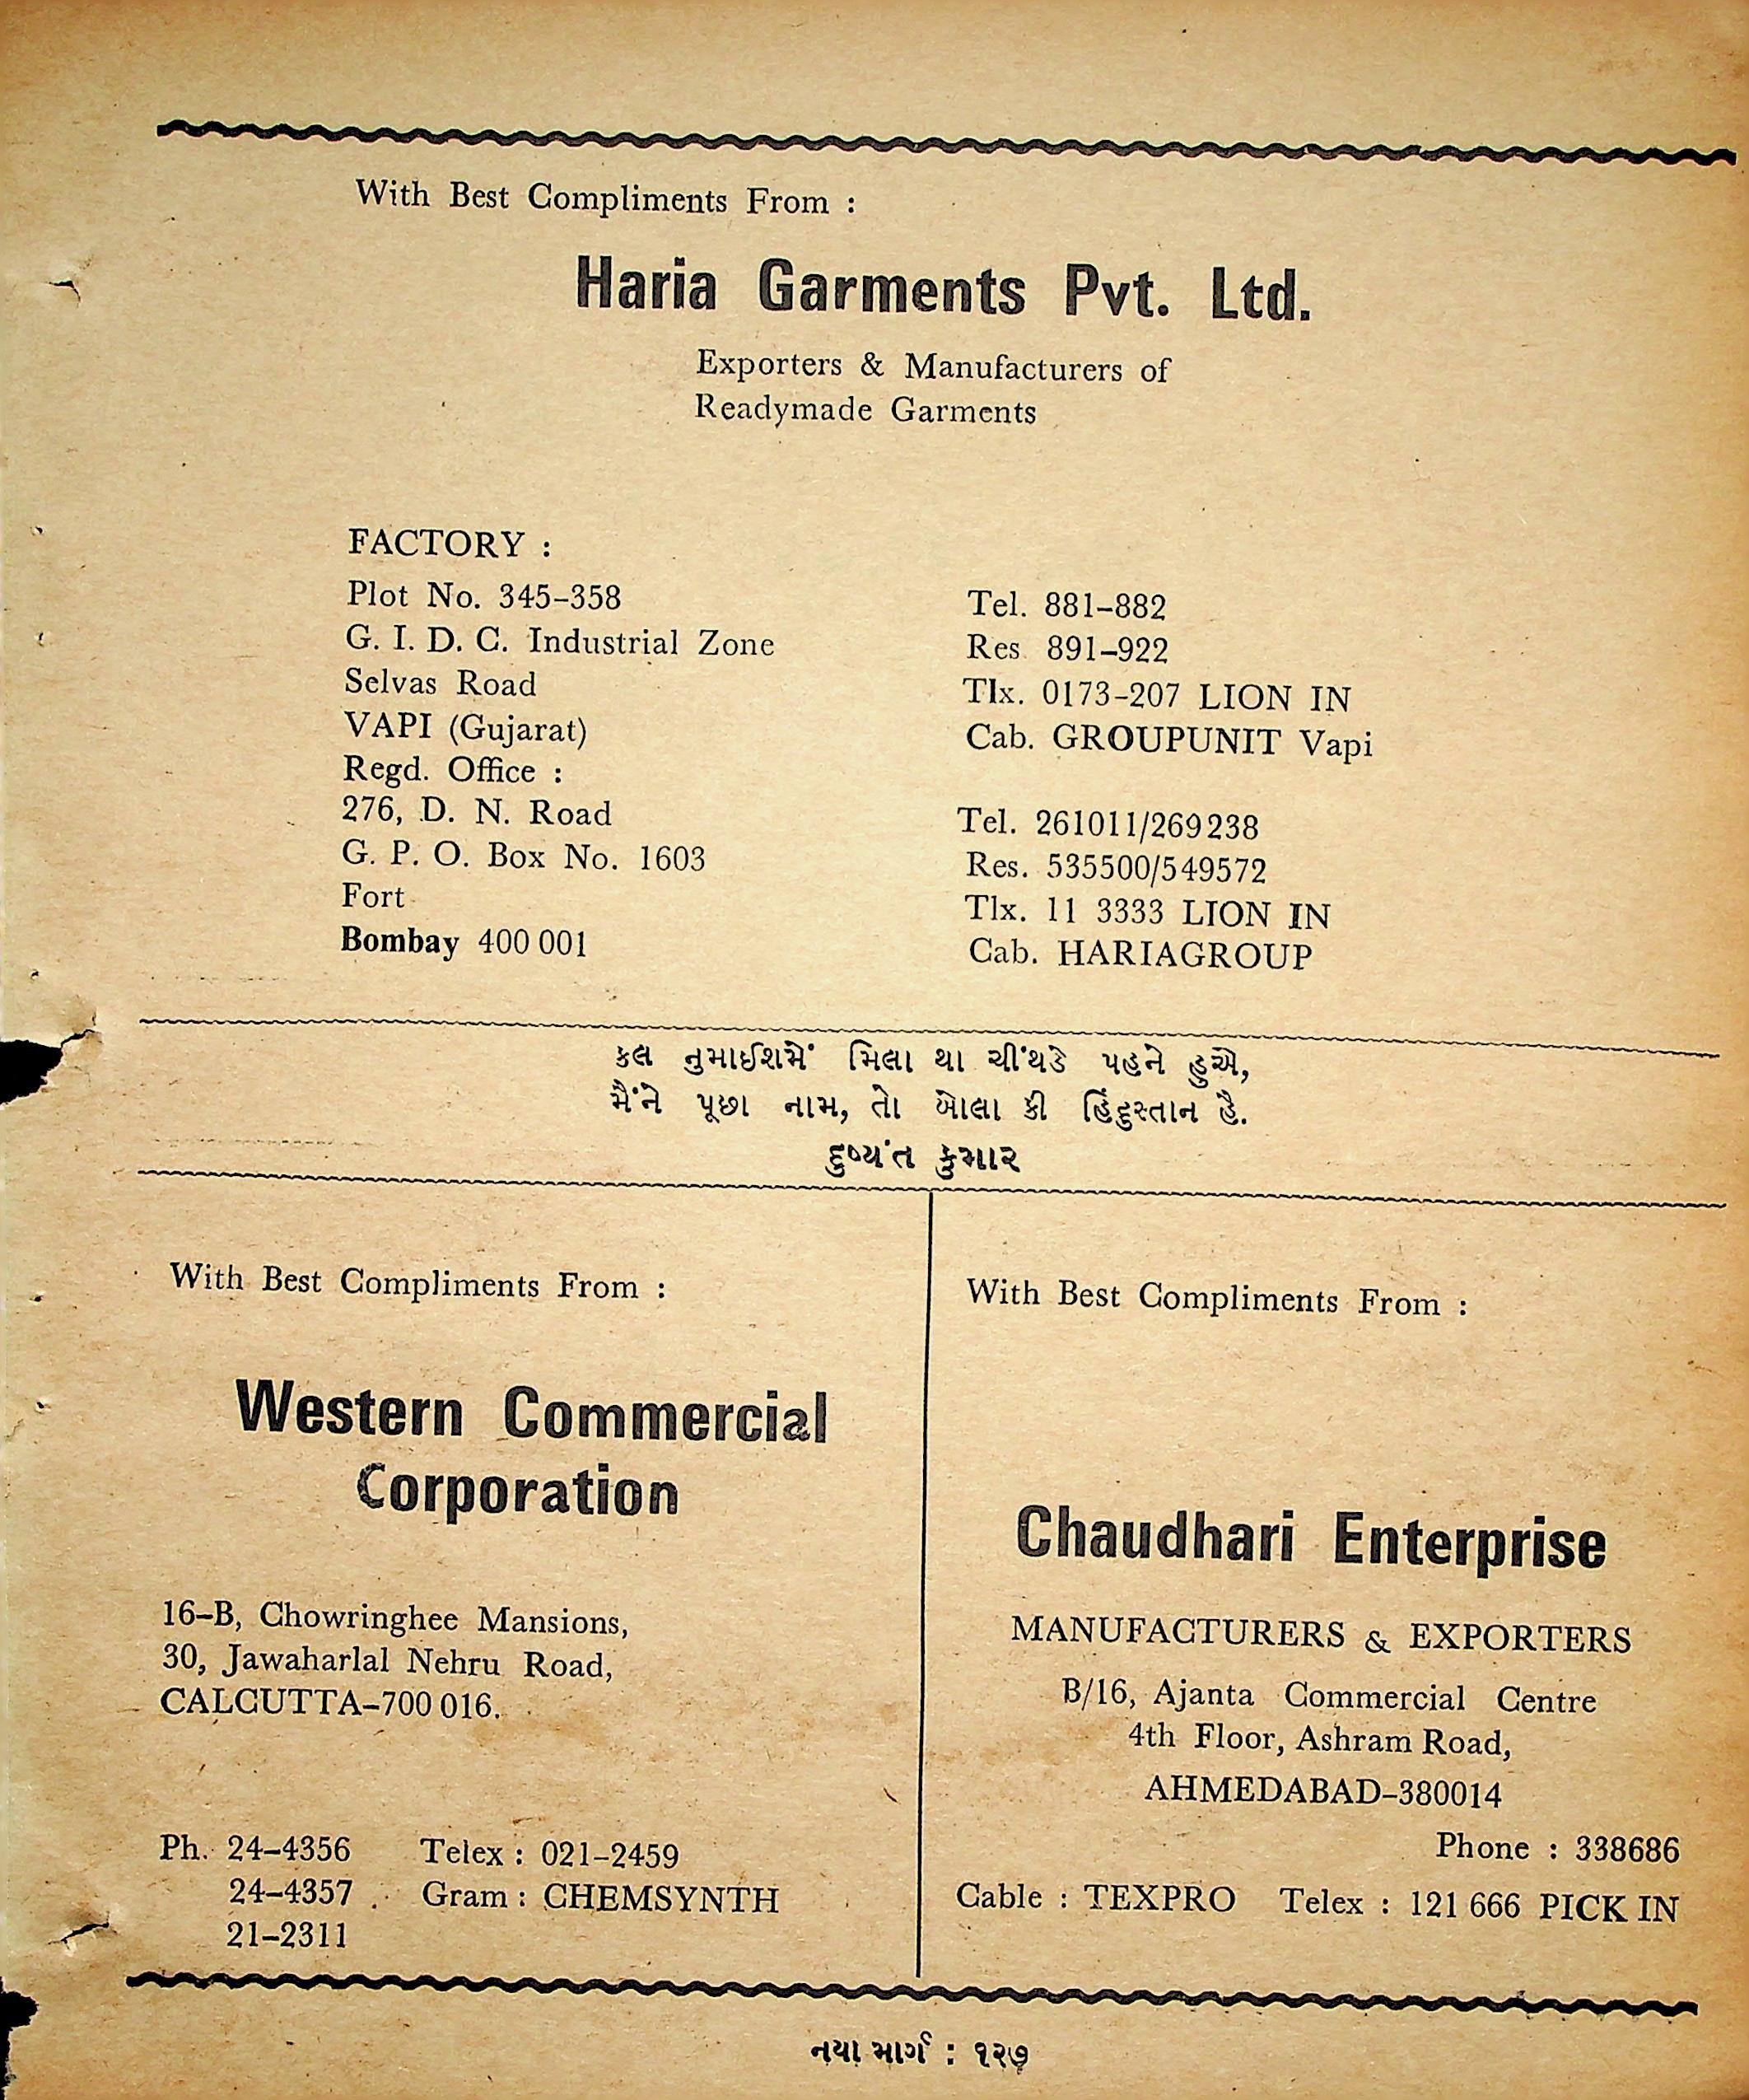 With Best Compliments From :
Haria Garments Pvt. Ltd.
Exporters & Manufacturers of
Readymade Garments
FACTORY :
Plot No. 345–358
G. I. D. C. Industrial Zone
Selvas Road
VAPI (Gujarat)
Tel. 881–882
Res 891–922
Tlx. 0173–207 LION IN
Cab. GROUPUNIT Vapi
Regd. Office :
276, D. N. Road
G. P. O. Box No. 1603
Fort
Bombay 400 001
Tel. 261011/269238
Res. 535500/549572
Tlx. 11 3333 LION IN
Cab. HARIAGROUP
કલ નુમાઈશમેં મિલા થા ચીંથડે પહને હુએ,
મૈંને પૂછા નામ, તો બોલા કી હિંદુસ્તાન હૈ.
દુષ્યંત કુમાર
With Best Compliments From :
Western Commercial
Corporation
16–B, Chowringhee Mansions,
30, Jawaharlal Nehru Road,
CALCUTTA–700 016.
Ph. 24–4356 Telex : 021–2459
24–4357 Gram : CHEMSYNTH
21–2311
With Best Compliments From :
Chaudhari Enterprise
MANUFACTURERS & EXPORTERS
B/16, Ajanta Commercial Centre
4th Floor, Ashram Road,
AHMEDABAD–380014
Phone : 338686
Cable : TEXPRO Telex : 121 666 PICK IN
નયા માર્ગ : ૧૨૭